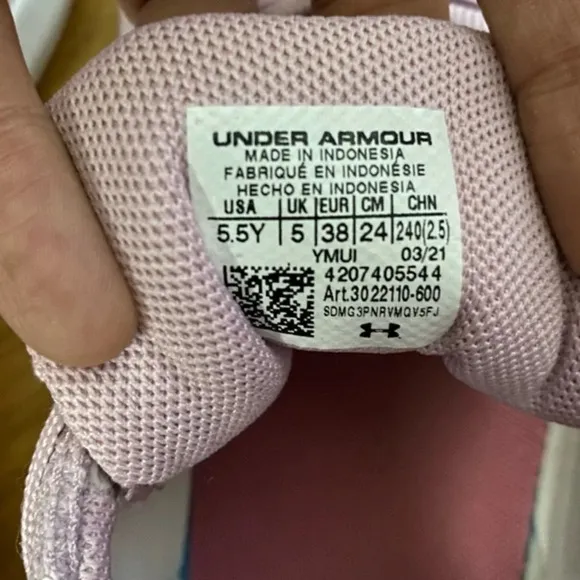 UNDER ARMOUR
MADE IN INDONESIA
FABRIQUÉ EN INDONÉSIE
HECHO EN INDONESIA
USA UK EUR CM CHN
5.5Y 5 38 24 240(2.5)
YMUI 03/21
4207405544
Art.3022110-600
SDMG3PNRVMQV5FJ